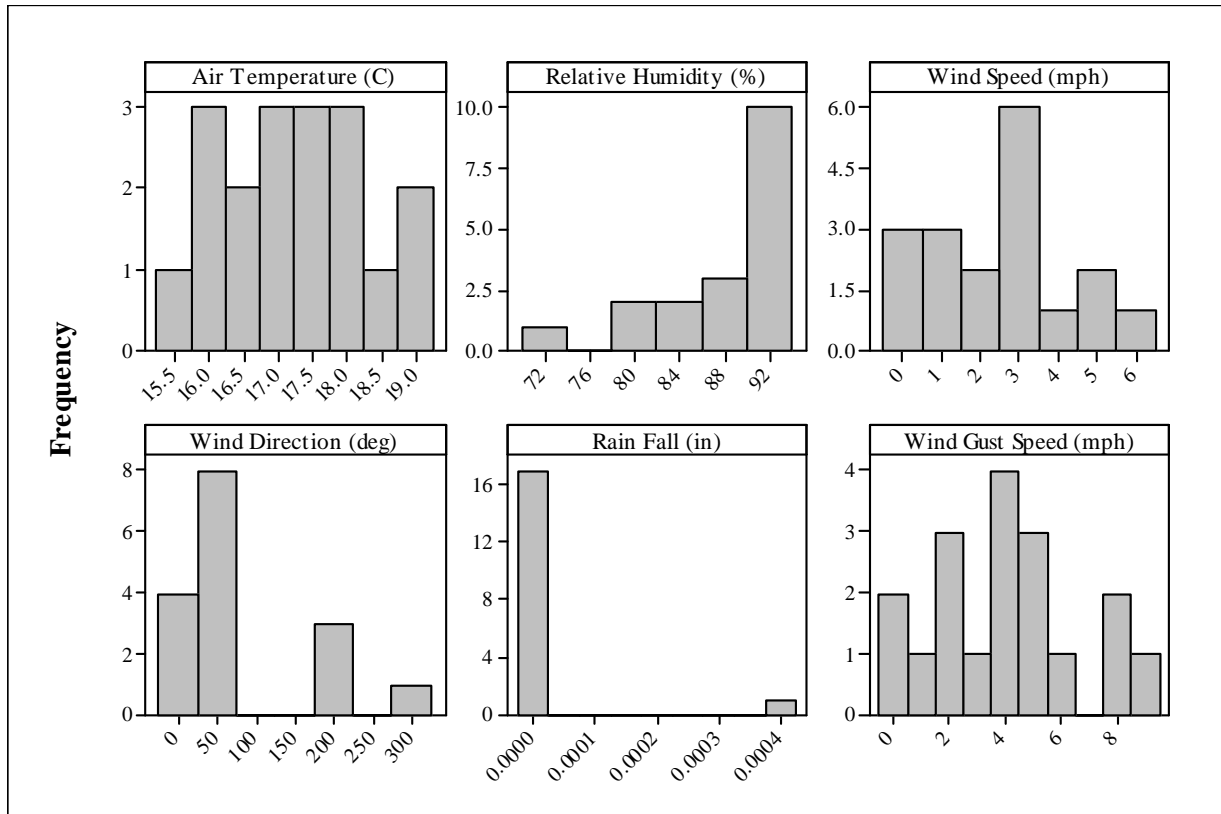 Frequency
Air Temperature (C)
3
2
1
0
15.5 16.0 16.5 17.0 17.5 18.0 18.5 19.0
Relative Humidity (%)
10.0
7.5
5.0
2.5
0.0
72 76 80 84 88 92
Wind Speed (mph)
6.0
4.5
3.0
1.5
0.0
0 1 2 3 4 5 6
Wind Direction (deg)
8
6
4
2
0
0 50 100 150 200 250 300
Rain Fall (in)
16
12
8
4
0
0.0000 0.0001 0.0002 0.0003 0.0004
Wind Gust Speed (mph)
4
3
2
1
0
0 2 4 6 8